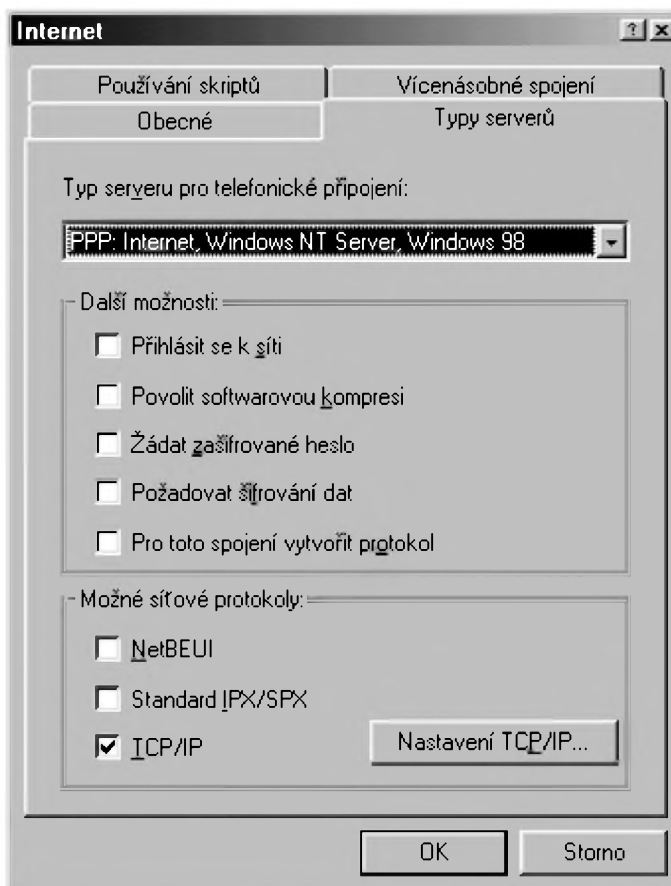 Internet
Používání skriptů
Vícenásobné spojení
Obecné
Typy serverů
Typ serveru pro telefonické připojení:
PPP: Internet, Windows NT Server, Windows 98
Další možnosti:
Přihlásit se k síti
Povolit softwarovou kompresi
Žádat zašifrované heslo
Požadovat šifrování dat
Pro toto spojení vytvořit protokol
Možné síťové protokoly:
NetBEUI
Standard IPX/SPX
TCP/IP
Nastavení TCP/IP...
OK
Storno